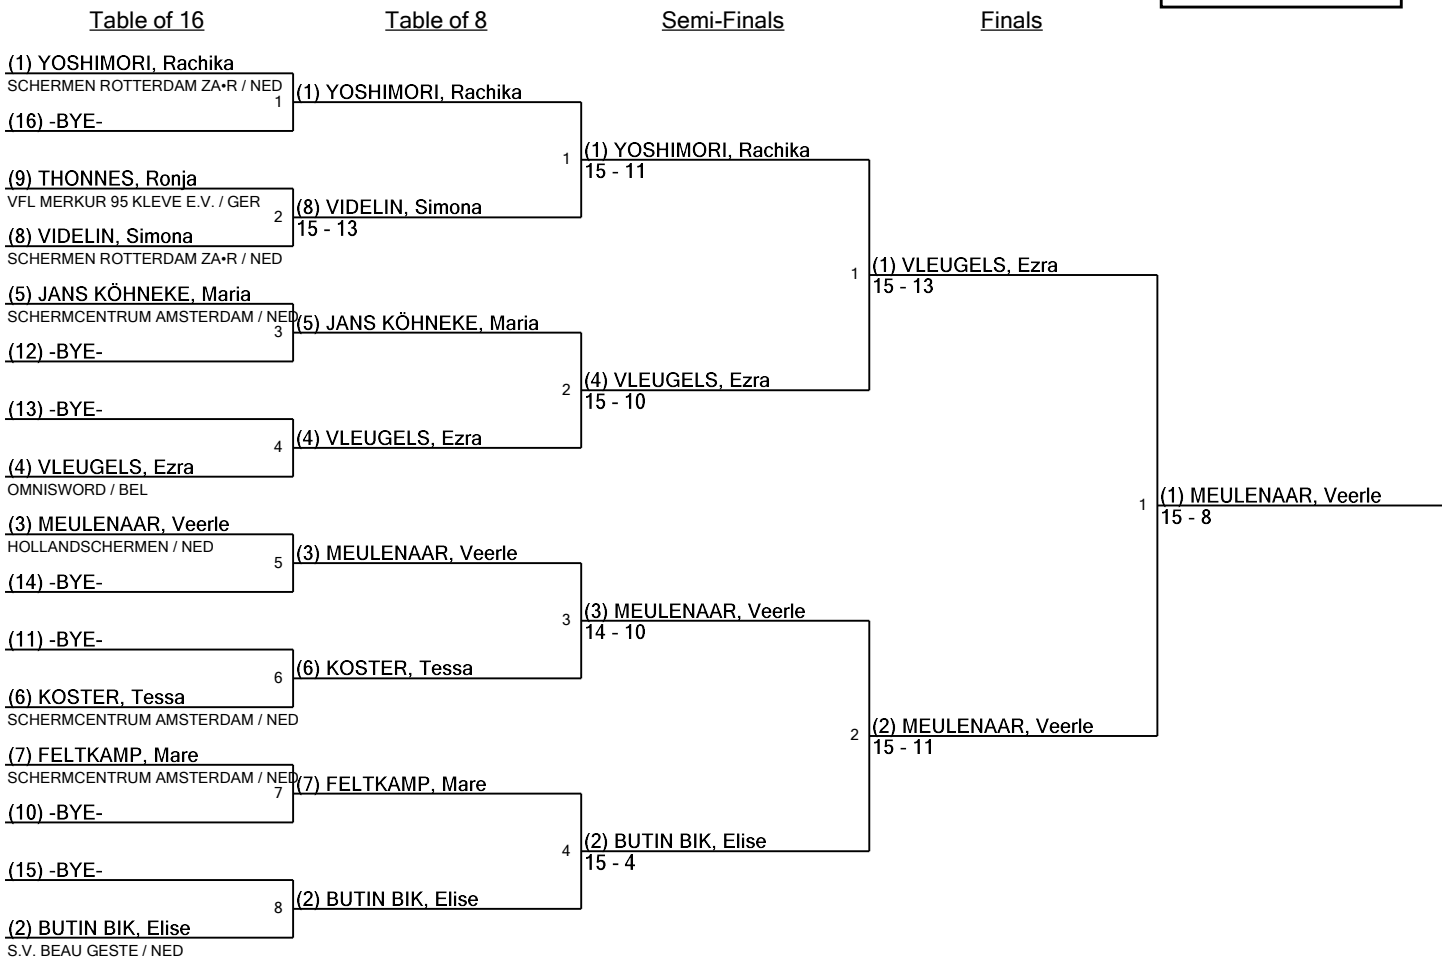 Table of 16
Table of 8
Semi-Finals
Finals
(1) YOSHIMORI, Rachika
SCHERMEN ROTTERDAM ZA•R / NED
1
(16) -BYE-
(9) THONNES, Ronja
VFL MERKUR 95 KLEVE E.V. / GER
2
(8) VIDELIN, Simona
SCHERMEN ROTTERDAM ZA•R / NED
(5) JANS KÖHNEKE, Maria
SCHERMCENTRUM AMSTERDAM / NED
3
(12) -BYE-
(13) -BYE-
4
(4) VLEUGELS, Ezra
OMNISWORD / BEL
(3) MEULENAAR, Veerle
HOLLANDSCHERMEN / NED
5
(14) -BYE-
(11) -BYE-
6
(6) KOSTER, Tessa
SCHERMCENTRUM AMSTERDAM / NED
(7) FELTKAMP, Mare
SCHERMCENTRUM AMSTERDAM / NED
7
(10) -BYE-
(15) -BYE-
8
(2) BUTIN BIK, Elise
S.V. BEAU GESTE / NED
(1) YOSHIMORI, Rachika
1
(8) VIDELIN, Simona
15 - 13
(5) JANS KÖHNEKE, Maria
2
(4) VLEUGELS, Ezra
(3) MEULENAAR, Veerle
3
(6) KOSTER, Tessa
(7) FELTKAMP, Mare
4
(2) BUTIN BIK, Elise
(1) YOSHIMORI, Rachika
15 - 11
1
(4) VLEUGELS, Ezra
15 - 10
(3) MEULENAAR, Veerle
14 - 10
2
(2) BUTIN BIK, Elise
15 - 4
(1) VLEUGELS, Ezra
15 - 13
1
(2) MEULENAAR, Veerle
15 - 11
(1) MEULENAAR, Veerle
15 - 8